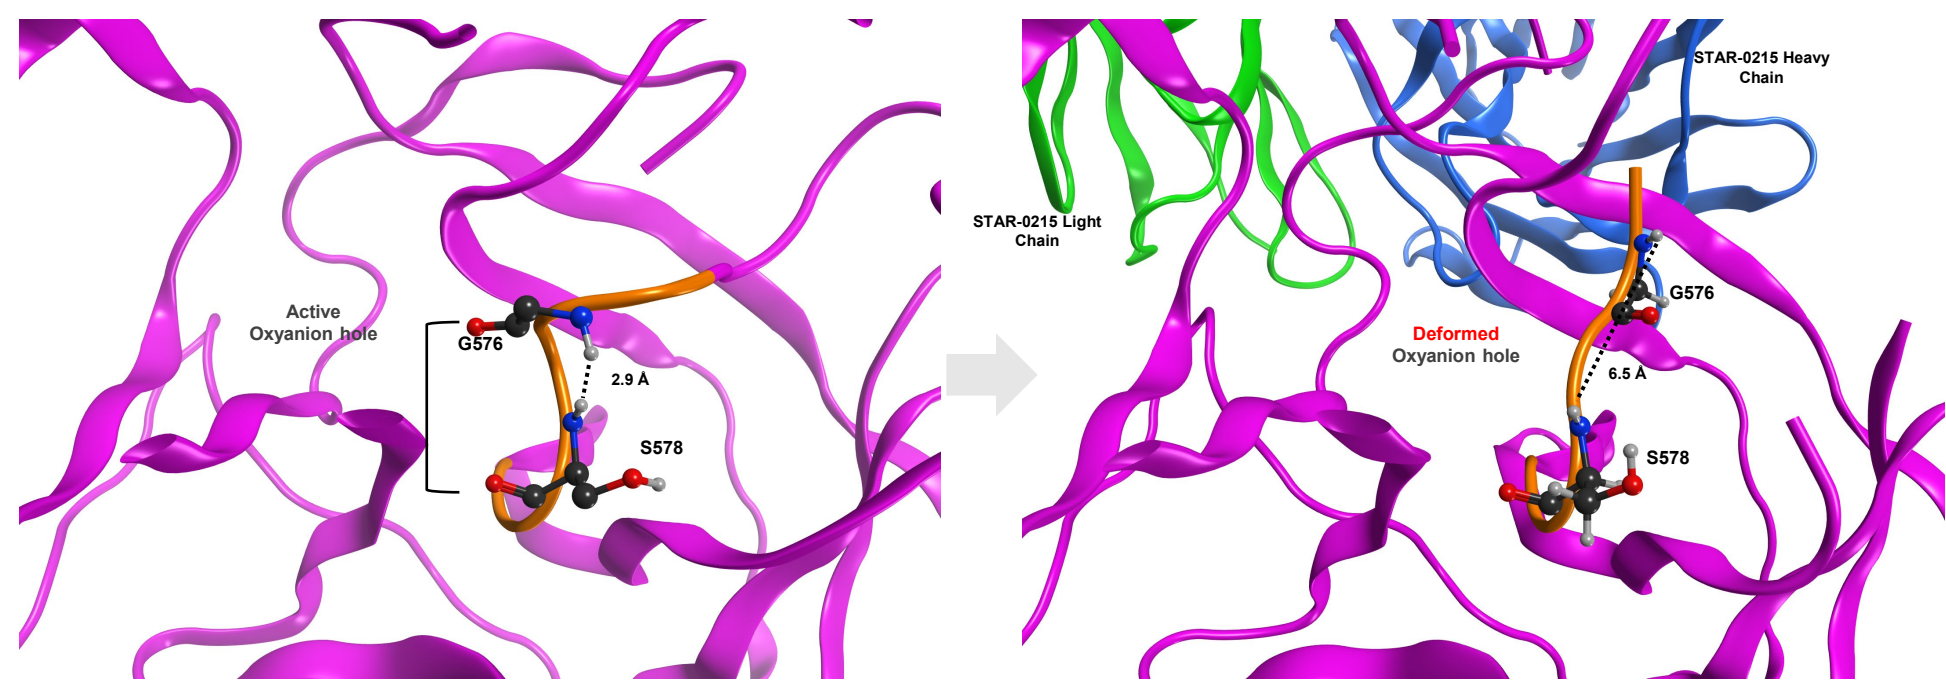 Active
Oxyanion hole
G576
2.9 Å
S578
STAR-0215 Heavy
Chain
STAR-0215 Light
Chain
G576
Deformed
Oxyanion hole
6.5 Å
S578